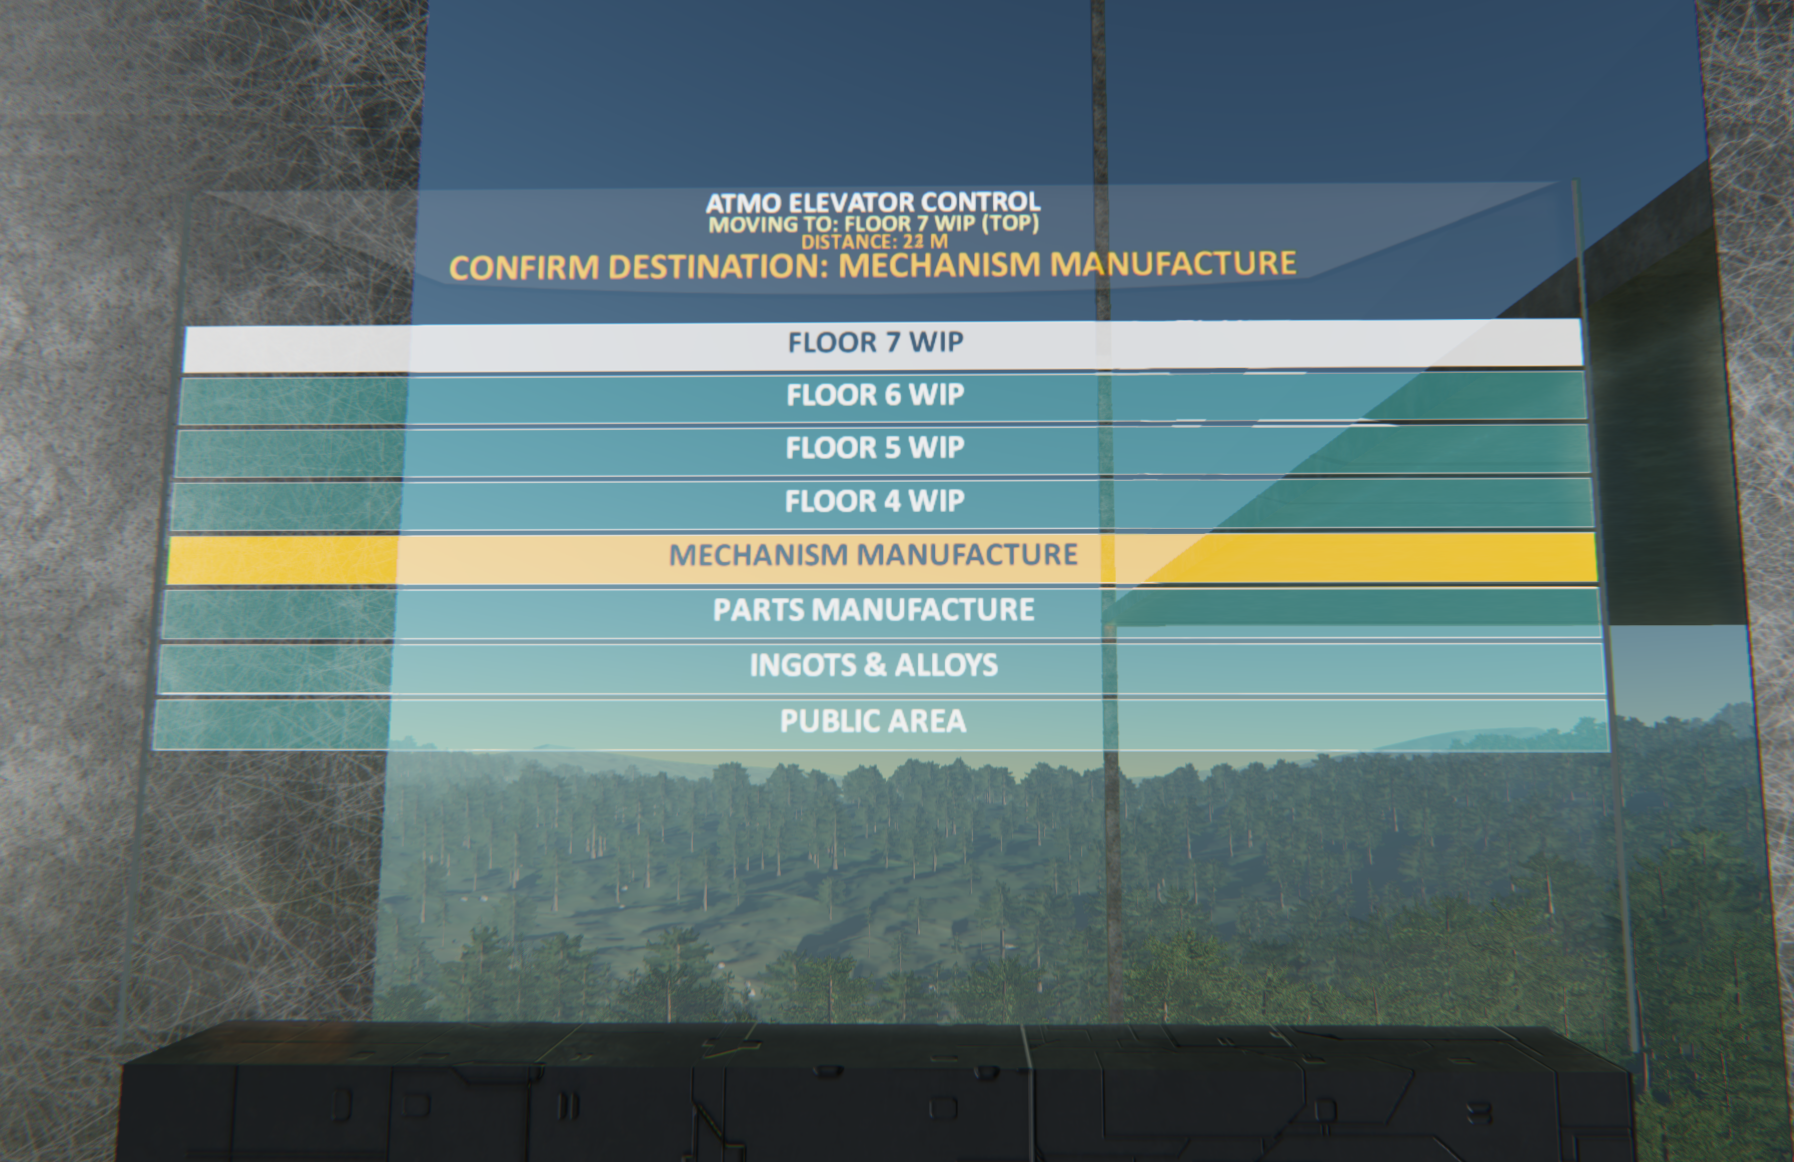 ATMO ELEVATOR CONTROL
MOVING TO: FLOOR 7 WIP (TOP)
DISTANCE: M
CONFIRM DESTINATION: MECHANISM MANUFACTURE
FLOOR 7 WIP
FLOOR 6 WIP
FLOOR 5 WIP
FLOOR 4 WIP
MECHANISM MANUFACTURE
PARTS MANUFACTURE
INGOTS & ALLOYS
PUBLIC AREA